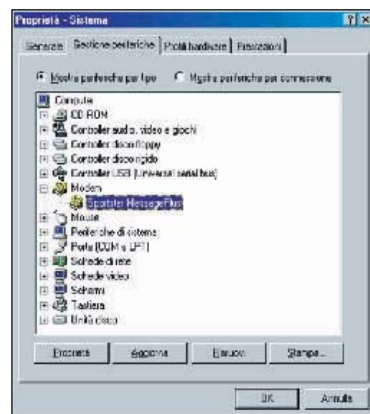 Proprietà - Sistema
Generale Gestione periferiche Profili hardware Prestazioni
Mostra periferiche per tipo Mostra periferiche per connessione
Computer
CD-ROM
Controller audio, video e giochi
Controller disco floppy
Controller disco rigido
Controller USB (Universal serial bus)
Modem
Sportster MessagePlus
Mouse
Periferiche di sistema
Porte (COM e LPT)
Schede di rete
Schede video
Schermi
Tastiera
Unità disco
Proprietà Aggiorna Rimuovi Stampa...
OK Annulla